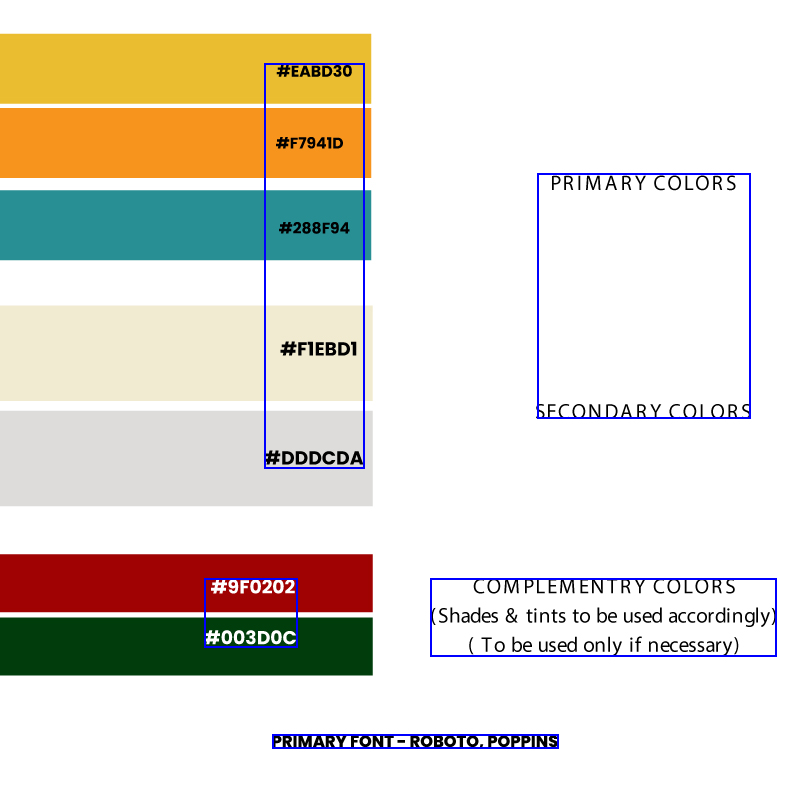 #EABD30
#F7941D
#288F94
PRIMARY COLORS
#F1EBD1
#DDDCDA
SECONDARY COLORS
#9F0202
#003D0C
COMPLEMENTRY COLORS
(Shades & tints to be used accordingly)
( To be used only if necessary)
PRIMARY FONT – ROBOTO, POPPINS